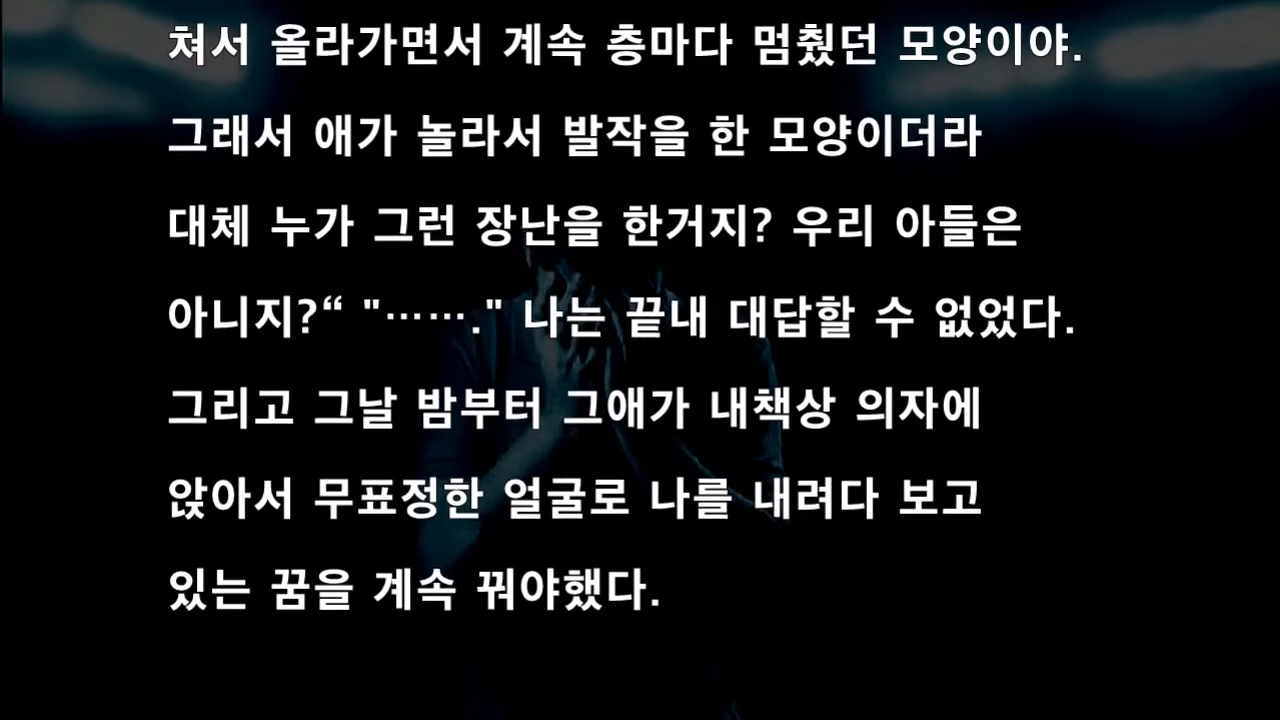 쳐서 올라가면서 계속 층마다 멈췄던 모양이야.
그래서 애가 놀라서 발작을 한 모양이더라
대체 누가 그런 장난을 한거지? 우리 아들은
아니지?“ "……." 나는 끝내 대답할 수 없었다.
그리고 그날 밤부터 그애가 내책상 의자에
앉아서 무표정한 얼굴로 나를 내려다 보고
있는 꿈을 계속 꿔야했다.